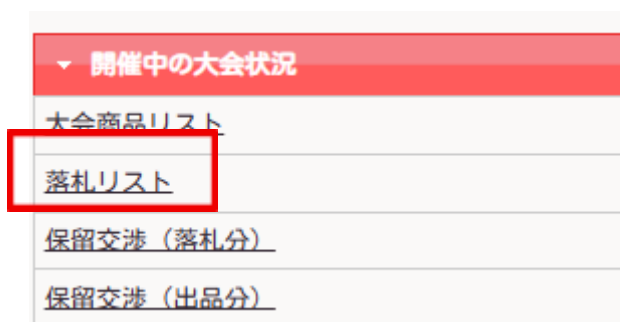 開催中の大会状況
大会商品リスト
落札リスト
保留交渉（落札分）
保留交渉（出品分）